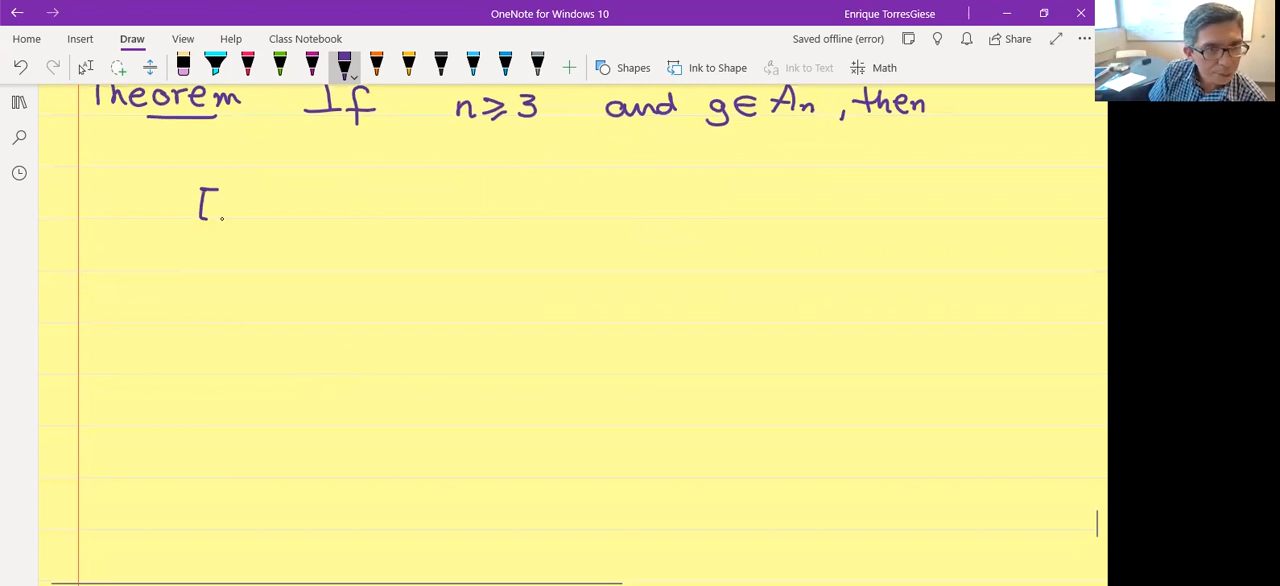 OneNote for Windows 10
Enrique TorresGiese
Home Insert Draw View Help Class Notebook
Saved offline (error) Share
Shapes Ink to Shape Ink to Text Math
Theorem If n ≥ 3 and g ∈ An, then
[